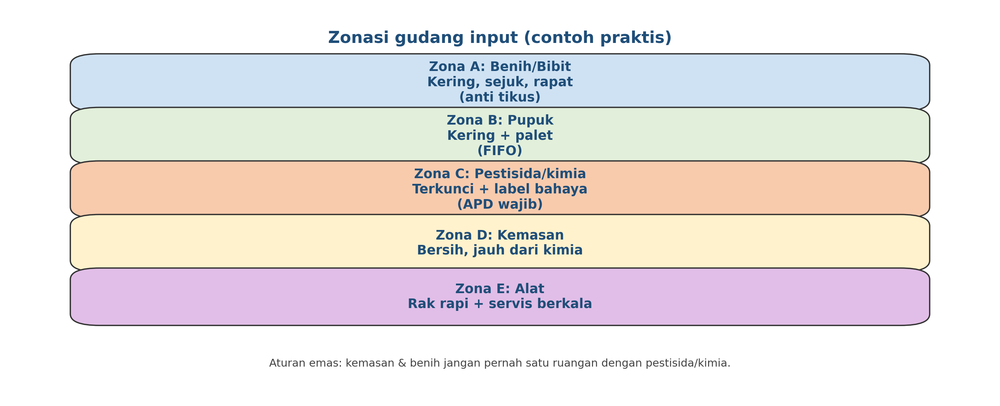 Zonasi gudang input (contoh praktis)
Zona A: Benih/Bibit
Kering, sejuk, rapat
(anti tikus)
Zona B: Pupuk
Kering + palet
(FIFO)
Zona C: Pestisida/kimia
Terkunci + label bahaya
(APD wajib)
Zona D: Kemasan
Bersih, jauh dari kimia
Zona E: Alat
Rak rapi + servis berkala
Aturan emas: kemasan & benih jangan pernah satu ruangan dengan pestisida/kimia.